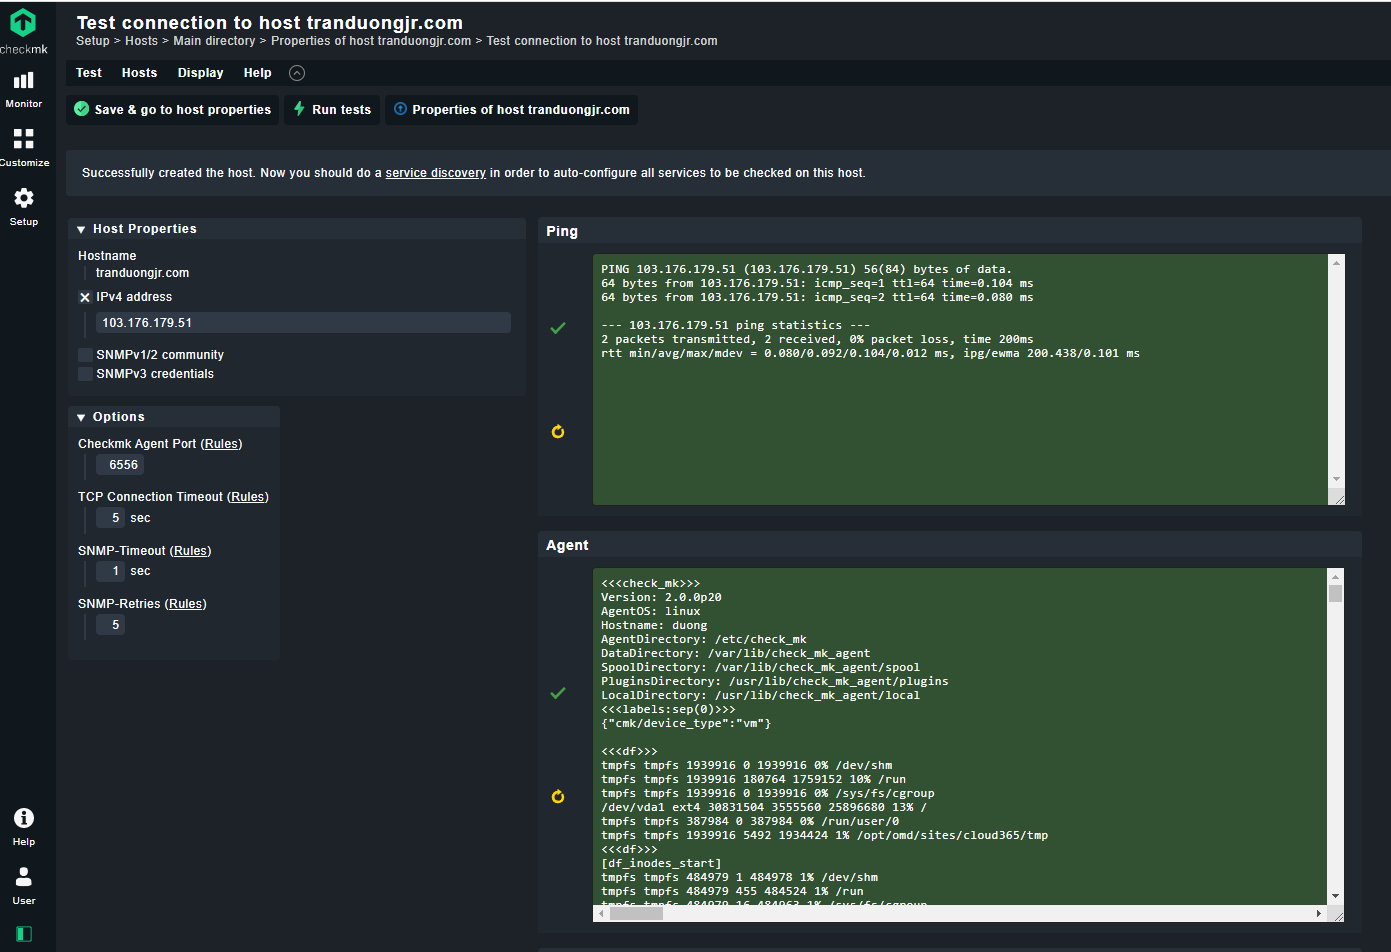 checkmk
Monitor
Customize
Setup
Help
User
Test connection to host tranduongjr.com
Setup > Hosts > Main directory > Properties of host tranduongjr.com > Test connection to host tranduongjr.com
Test Hosts Display Help
Save & go to host properties Run tests Properties of host tranduongjr.com
Successfully created the host. Now you should do a service discovery in order to auto-configure all services to be checked on this host.
Host Properties
Hostname
tranduongjr.com
IPv4 address
103.176.179.51
SNMPv1/2 community
SNMPv3 credentials
Options
Checkmk Agent Port (Rules)
6556
TCP Connection Timeout (Rules)
5 sec
SNMP-Timeout (Rules)
1 sec
SNMP-Retries (Rules)
5
Ping
PING 103.176.179.51 (103.176.179.51) 56(84) bytes of data.
64 bytes from 103.176.179.51: icmp_seq=1 ttl=64 time=0.104 ms
64 bytes from 103.176.179.51: icmp_seq=2 ttl=64 time=0.080 ms
--- 103.176.179.51 ping statistics ---
2 packets transmitted, 2 received, 0% packet loss, time 200ms
rtt min/avg/max/mdev = 0.080/0.092/0.104/0.012 ms, ipg/ewma 200.438/0.101 ms
Agent
<<<check_mk>>>
Version: 2.0.0p20
AgentOS: linux
Hostname: duong
AgentDirectory: /etc/check_mk
DataDirectory: /var/lib/check_mk_agent
SpoolDirectory: /var/lib/check_mk_agent/spool
PluginsDirectory: /usr/lib/check_mk_agent/plugins
LocalDirectory: /usr/lib/check_mk_agent/local
<<<labels:sep(0)>>>
{"cmk/device_type":"vm"}
<<<df>>>
tmpfs tmpfs 1939916 0 1939916 0% /dev/shm
tmpfs tmpfs 1939916 180764 1759152 10% /run
tmpfs tmpfs 1939916 0 1939916 0% /sys/fs/cgroup
/dev/vda1 ext4 30831504 3555560 25896680 13% /
tmpfs tmpfs 387984 0 387984 0% /run/user/0
tmpfs tmpfs 1939916 5492 1934424 1% /opt/omd/sites/cloud365/tmp
<<<df>>>
[df_inodes_start]
tmpfs tmpfs 484979 1 484978 1% /dev/shm
tmpfs tmpfs 484979 455 484524 1% /run
tmpfs tmpfs 484979 16 484963 1% /sys/fs/cgroup